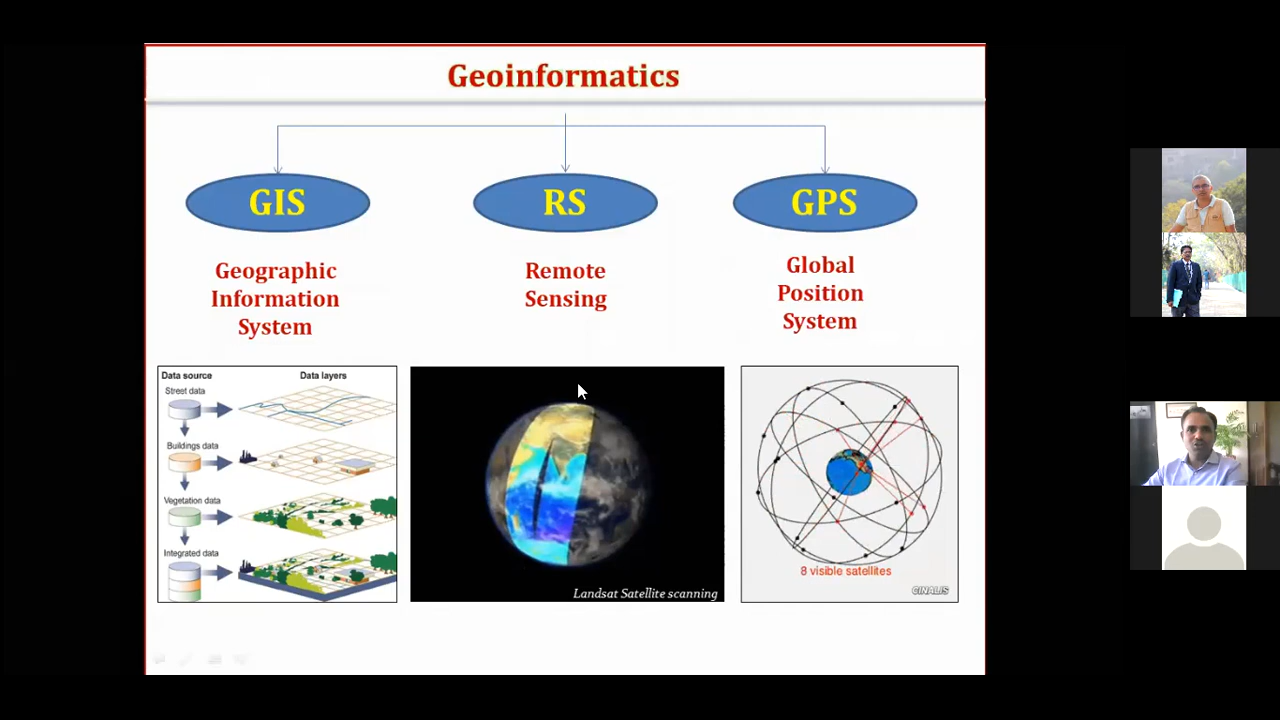 Geoinformatics
GIS
RS
GPS
Geographic
Information
System
Remote
Sensing
Global
Position
System
Data source
Data layers
Street data
Buildings data
Vegetation data
Integrated data
Landsat Satellite scanning
8 visible satellites
CINALIS